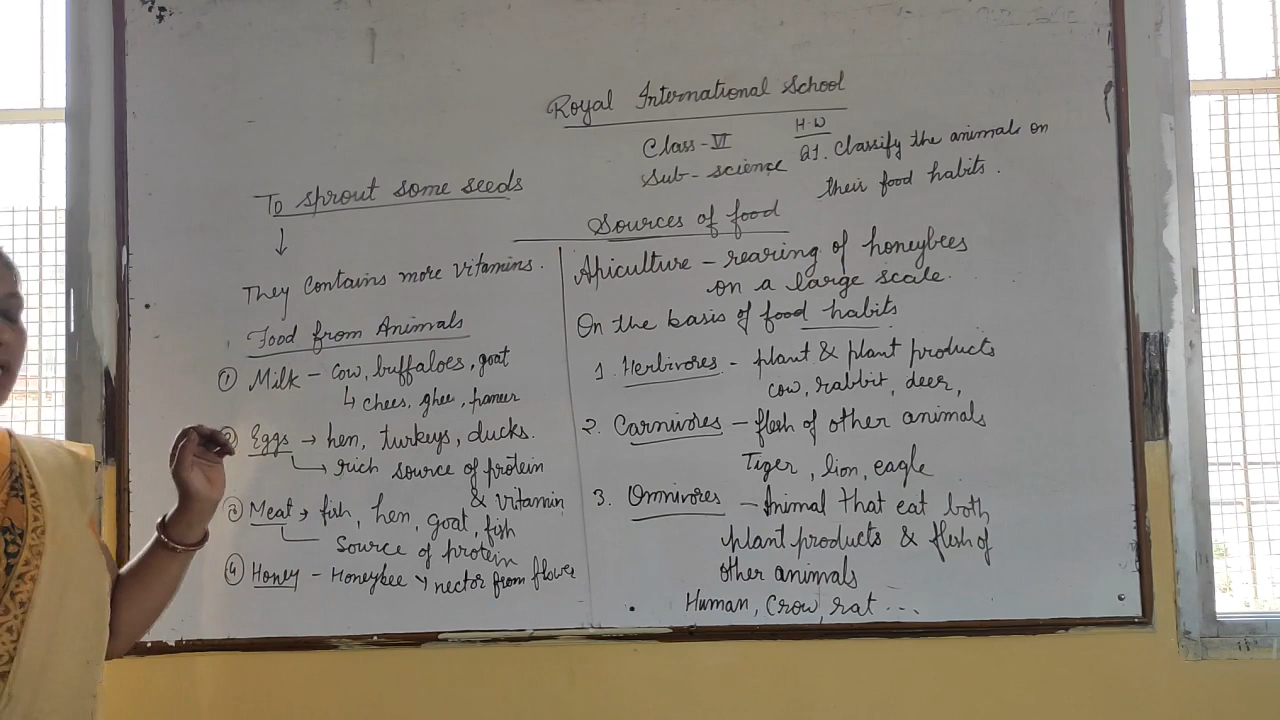 Royal International School
Class-VI
Sub-science
H.W
Q1. Classify the animals on
their food habits.
To sprout some seeds
↓
They contains more vitamins.
Food from Animals
① Milk – Cow, buffaloes, goat
↳ chees, ghee, paneer
② Eggs → hen, turkeys, ducks.
→ rich source of protein
& vitamin
③ Meat → fish, hen, goat, fish
Source of protein
④ Honey – Honeybee → nector from flower
Sources of food
Apiculture – rearing of honeybees
on a large scale.
On the basis of food habits
1. Herbivores – plant & plant products
cow, rabbit, deer,
2. Carnivores – flesh of other animals
Tiger, lion, eagle
3. Omnivores – Animal that eat both
plant products & flesh of
other animals
Human, Crow, rat ...